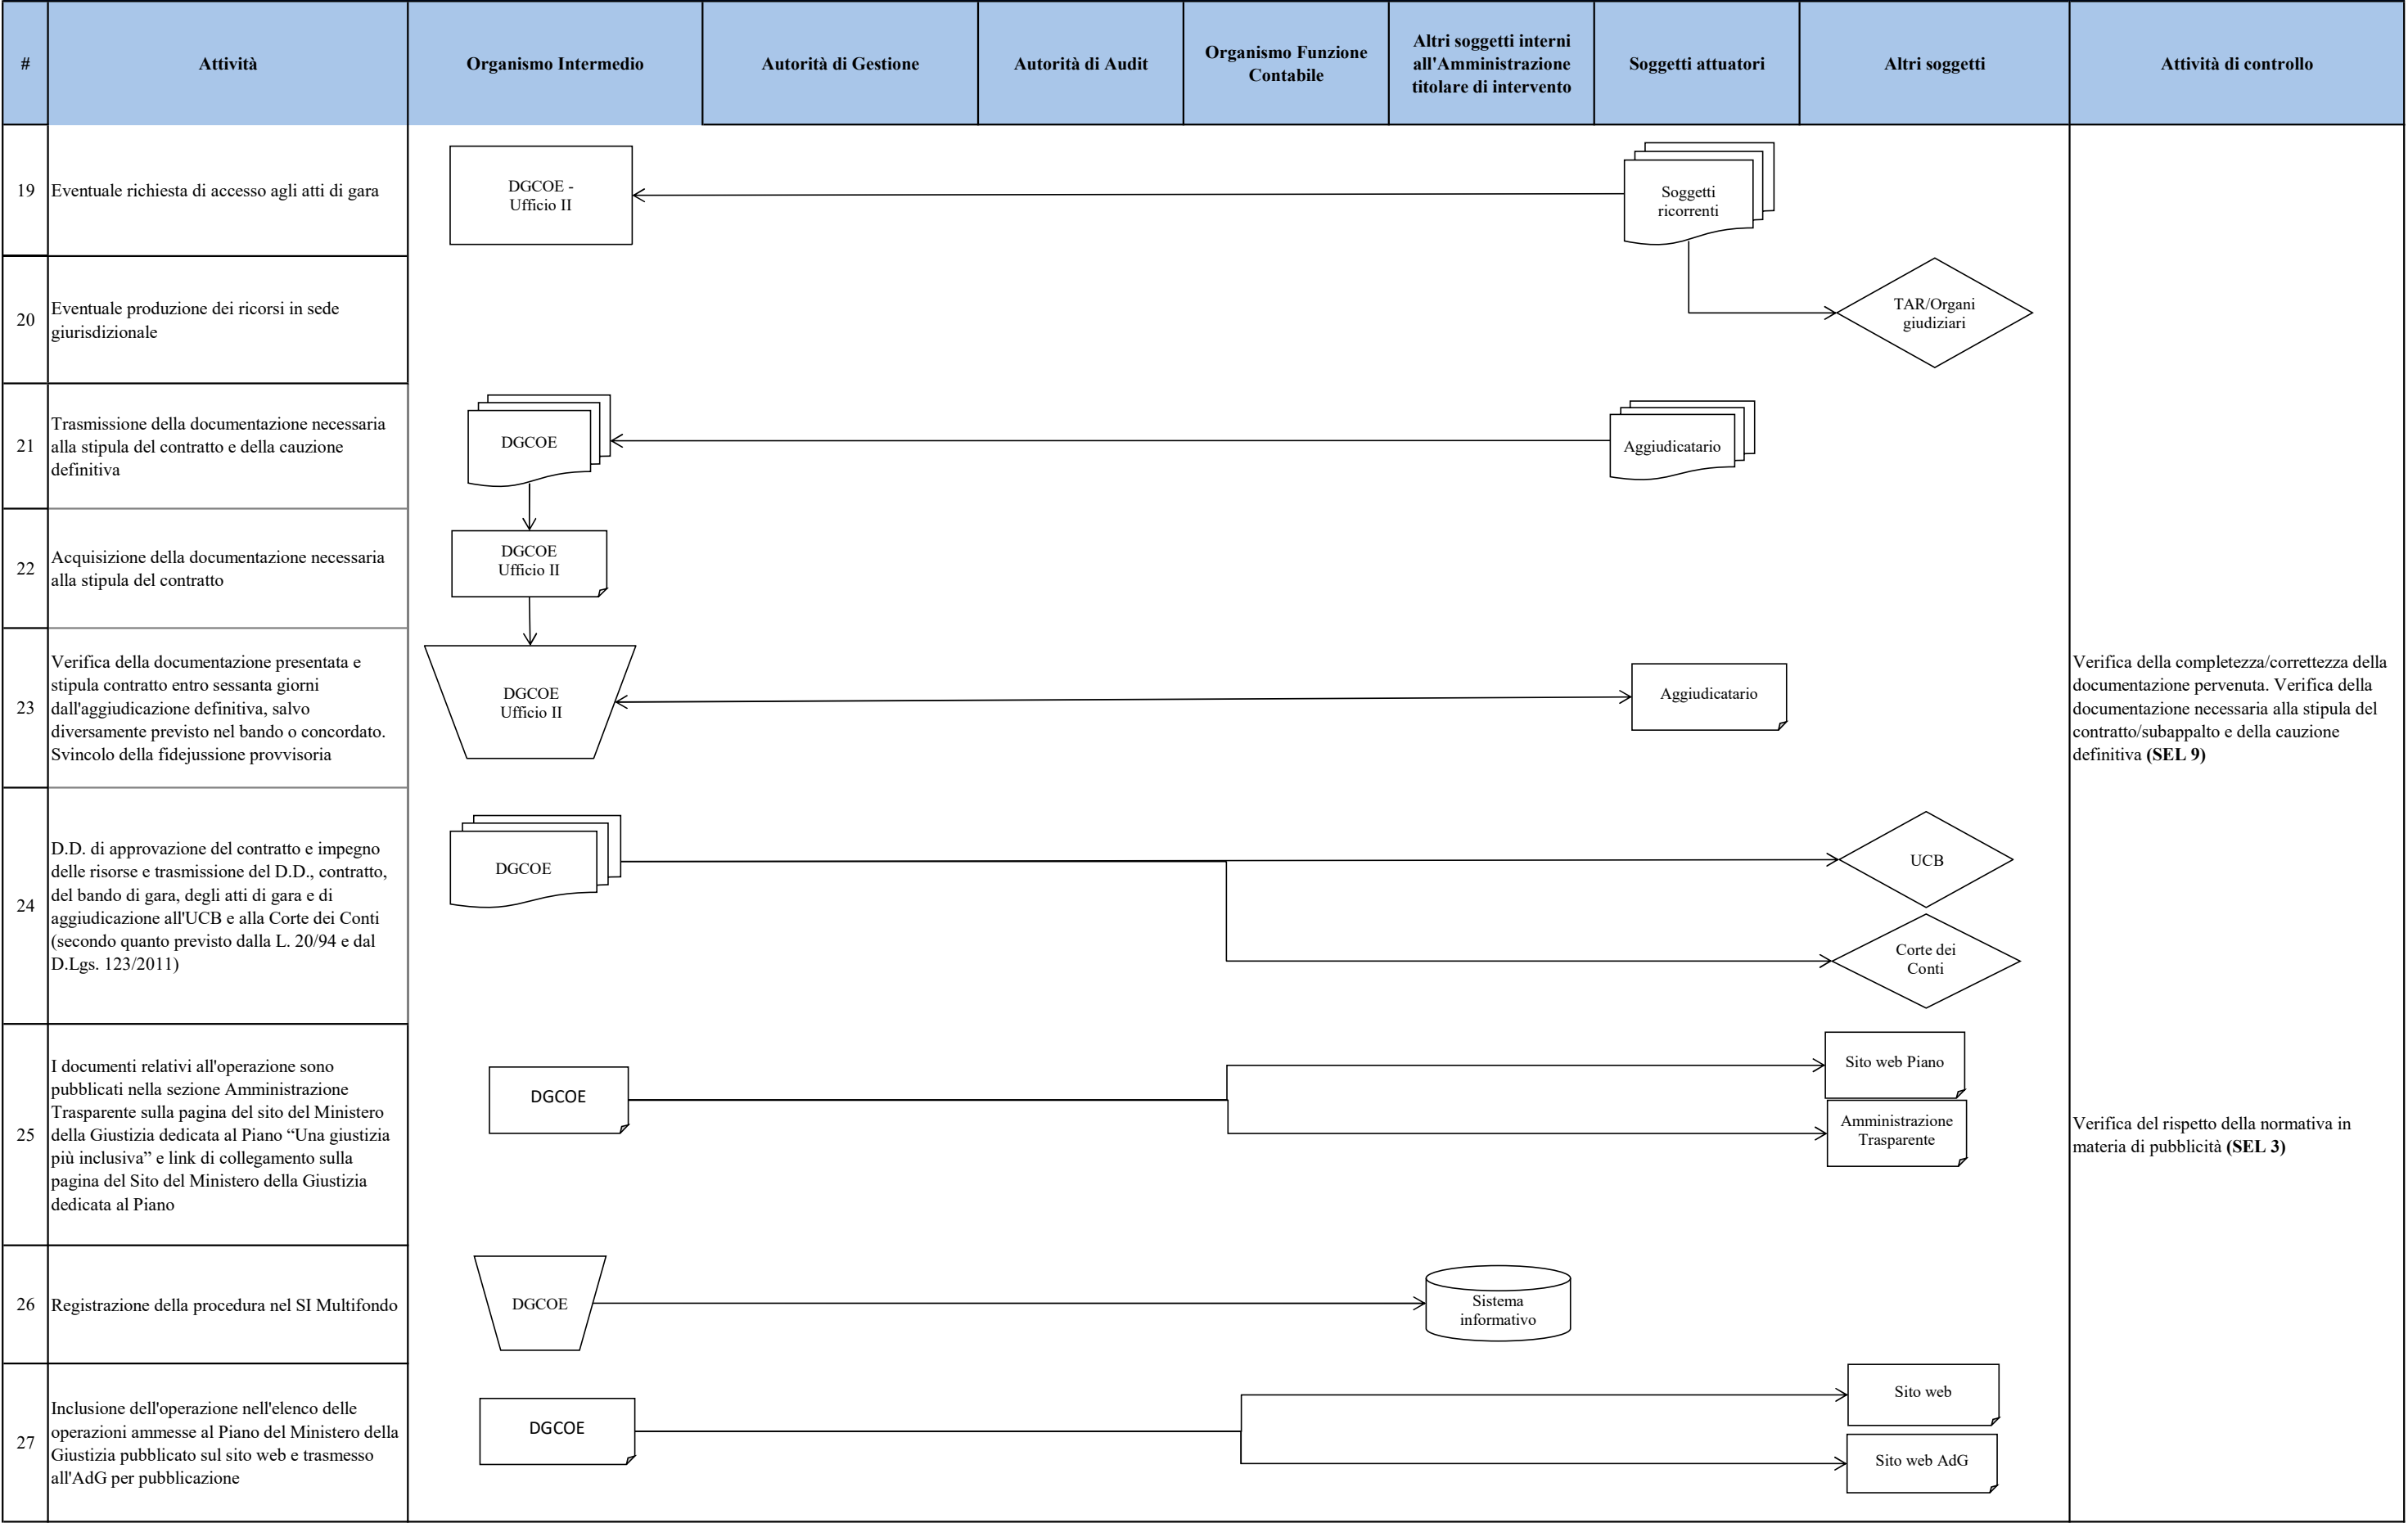 #
Attività
Organismo Intermedio
Autorità di Gestione
Autorità di Audit
Organismo Funzione
Contabile
Altri soggetti interni
all'Amministrazione
titolare di intervento
Soggetti attuatori
Altri soggetti
Attività di controllo
19
Eventuale richiesta di accesso agli atti di gara
DGCOE -
Ufficio II
Soggetti
ricorrenti
20
Eventuale produzione dei ricorsi in sede
giurisdizionale
TAR/Organi
giudiziari
21
Trasmissione della documentazione necessaria
alla stipula del contratto e della cauzione
definitiva
DGCOE
Aggiudicatario
22
Acquisizione della documentazione necessaria
alla stipula del contratto
DGCOE
Ufficio II
23
Verifica della documentazione presentata e
stipula contratto entro sessanta giorni
dall'aggiudicazione definitiva, salvo
diversamente previsto nel bando o concordato.
Svincolo della fidejussione provvisoria
DGCOE
Ufficio II
Aggiudicatario
Verifica della completezza/correttezza della
documentazione pervenuta. Verifica della
documentazione necessaria alla stipula del
contratto/subappalto e della cauzione
definitiva (SEL 9)
24
D.D. di approvazione del contratto e impegno
delle risorse e trasmissione del D.D., contratto,
del bando di gara, degli atti di gara e di
aggiudicazione all'UCB e alla Corte dei Conti
(secondo quanto previsto dalla L. 20/94 e dal
D.Lgs. 123/2011)
DGCOE
UCB
Corte dei
Conti
25
I documenti relativi all'operazione sono
pubblicati nella sezione Amministrazione
Trasparente sulla pagina del sito del Ministero
della Giustizia dedicata al Piano “Una giustizia
più inclusiva” e link di collegamento sulla
pagina del Sito del Ministero della Giustizia
dedicata al Piano
DGCOE
Sito web Piano
Amministrazione
Trasparente
Verifica del rispetto della normativa in
materia di pubblicità (SEL 3)
26
Registrazione della procedura nel SI Multifondo
DGCOE
Sistema
informativo
27
Inclusione dell'operazione nell'elenco delle
operazioni ammesse al Piano del Ministero della
Giustizia pubblicato sul sito web e trasmesso
all'AdG per pubblicazione
DGCOE
Sito web
Sito web AdG